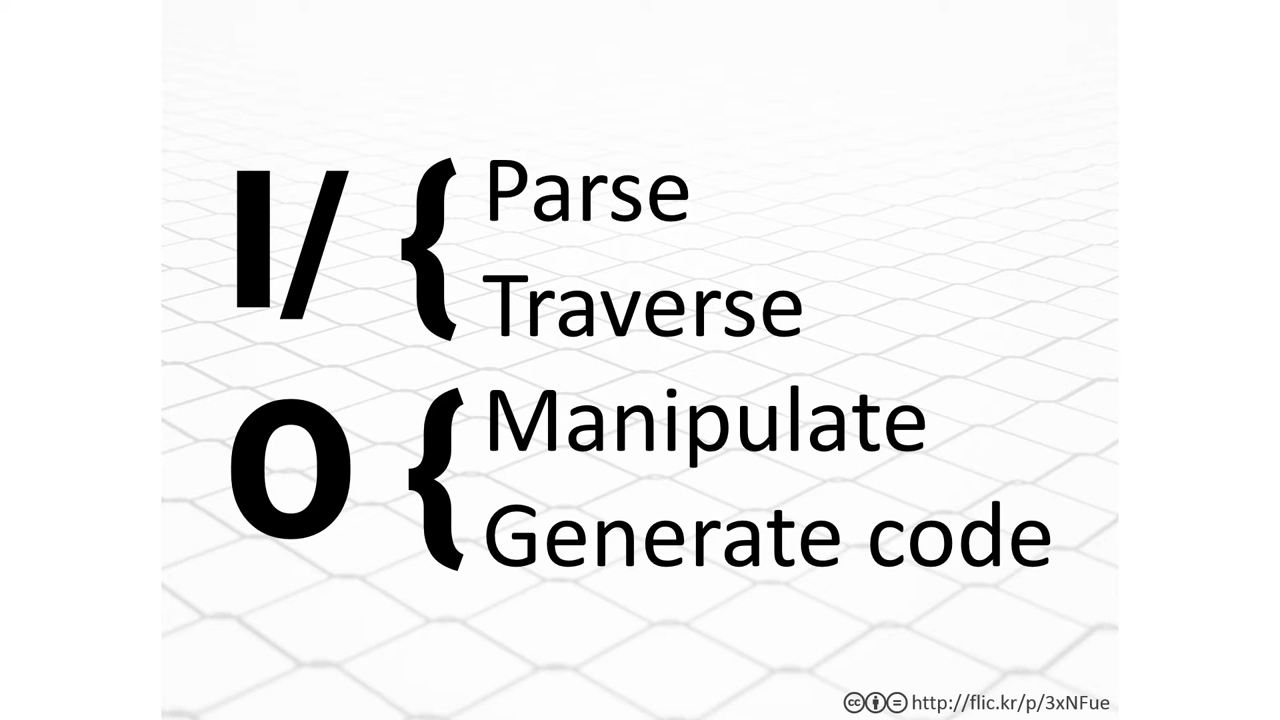 I/ { Parse
Traverse
O { Manipulate
Generate code
http://flic.kr/p/3xNFue